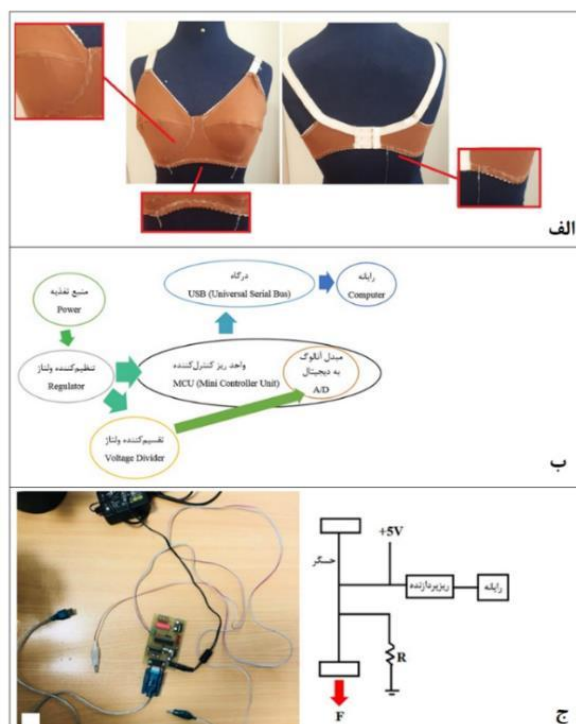 الف
درگاه
USB (Universal Serial Bus)
رایانه
Computer
منبع تغذیه
Power
تنظیم‌کننده ولتاژ
Regulator
واحد ریز کنترل‌کننده
MCU (Mini Controller Unit)
مبدل آنالوگ
به دیجیتال
A/D
تقسیم‌کننده ولتاژ
Voltage Divider
ب
+5V
حسگر
ریزپردازنده
رایانه
R
F
ج